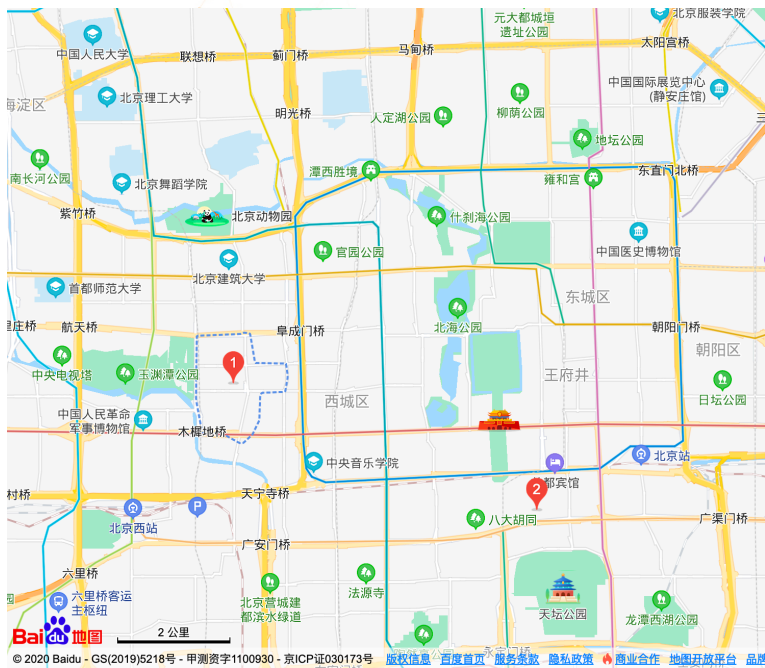 元大都城垣
遗址公园
北京服装学院
中国人民大学
联想桥
蓟门桥
马甸桥
太阳宫桥
海淀区
北京理工大学
明光桥
人定湖公园
柳荫公园
中国国际展览中心
(静安庄馆)
地坛公园
南长河公园
北京舞蹈学院
潭西胜境
雍和宫
东直门北桥
紫竹桥
北京动物园
什刹海公园
官园公园
中国医史博物馆
北京建筑大学
首都师范大学
东城区
航天桥
阜成门桥
北海公园
朝阳门桥
朝阳区
中央电视塔
玉渊潭公园
1
王府井
西城区
日坛公园
中国人民革命
军事博物馆
木樨地桥
中央音乐学院
北京站
村桥
天宁寺桥
都宾馆
2
P
北京西站
八大胡同
广渠门桥
广安门桥
六里桥
六里桥客运
主枢纽
北京营城建
都滨水绿道
法源寺
天坛公园
龙潭西湖公园
永定门桥
Bai du 地图
2 公里
© 2020 Baidu - GS(2019)5218号 - 甲测资字1100930 - 京ICP证030173号
版权信息 百度首页 服务条款 隐私政策 商业合作 地图开放平台 品牌